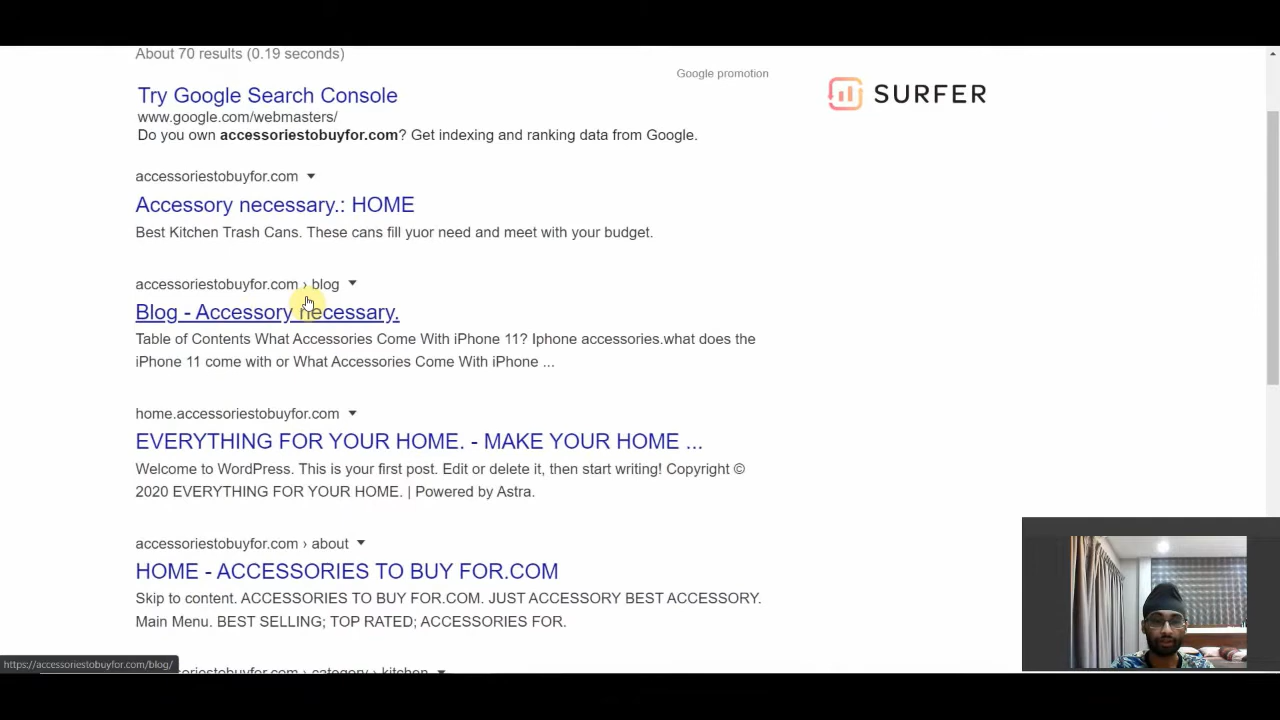 About 70 results (0.19 seconds)
Google promotion
SURFER
Try Google Search Console
www.google.com/webmasters/
Do you own accessoriestobuyfor.com? Get indexing and ranking data from Google.
accessoriestobuyfor.com
Accessory necessary.: HOME
Best Kitchen Trash Cans. These cans fill yuor need and meet with your budget.
accessoriestobuyfor.com › blog
Blog - Accessory necessary.
Table of Contents What Accessories Come With iPhone 11? Iphone accessories.what does the
iPhone 11 come with or What Accessories Come With iPhone ...
home.accessoriestobuyfor.com
EVERYTHING FOR YOUR HOME. - MAKE YOUR HOME ...
Welcome to WordPress. This is your first post. Edit or delete it, then start writing! Copyright ©
2020 EVERYTHING FOR YOUR HOME. | Powered by Astra.
accessoriestobuyfor.com › about
HOME - ACCESSORIES TO BUY FOR.COM
Skip to content. ACCESSORIES TO BUY FOR.COM. JUST ACCESSORY BEST ACCESSORY.
Main Menu. BEST SELLING; TOP RATED; ACCESSORIES FOR.
https://accessoriestobuyfor.com/blog/
› category › kitchen